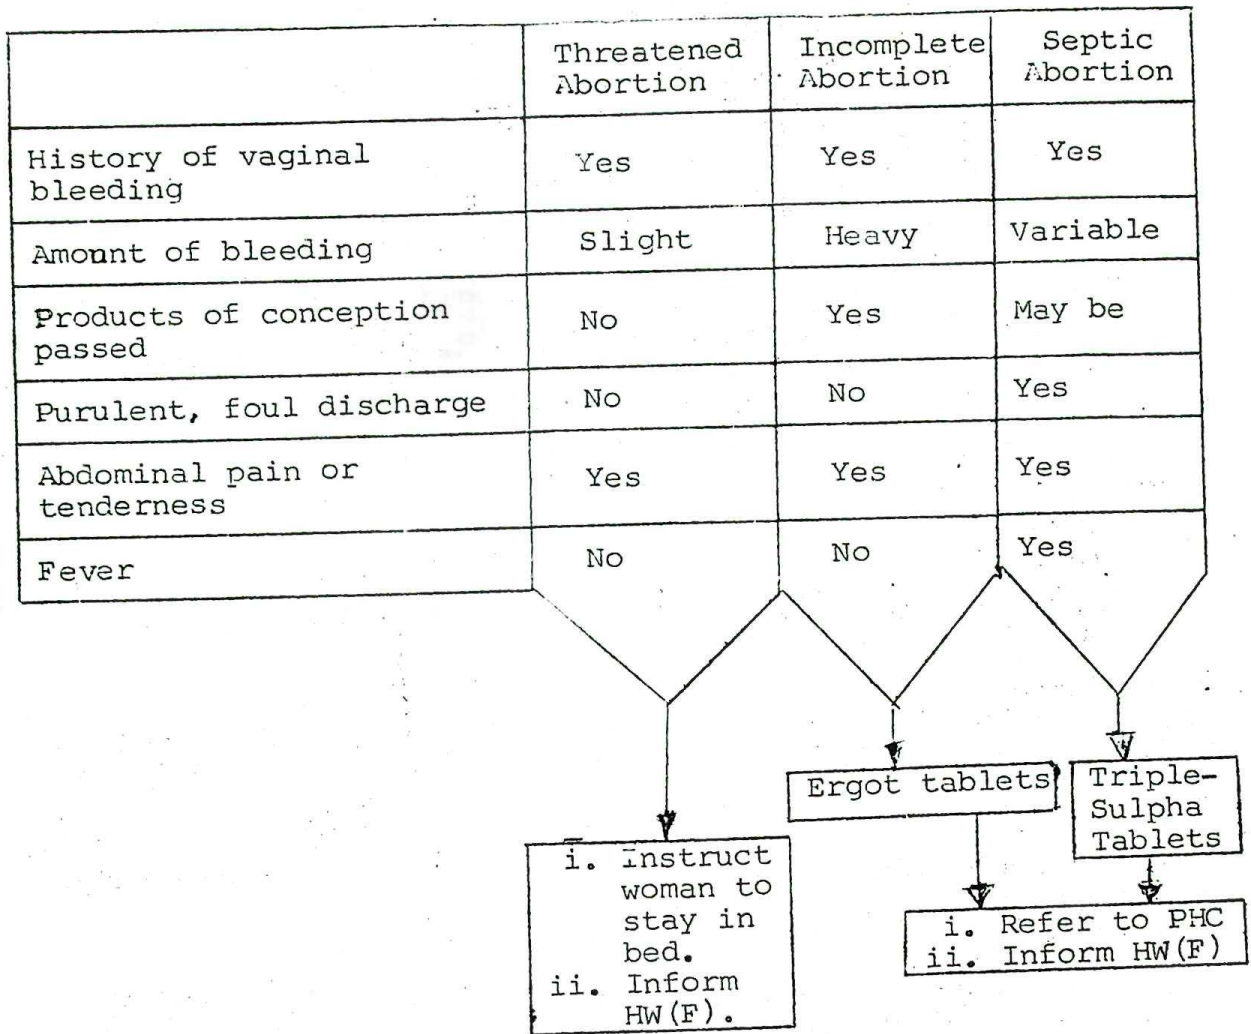 Threatened Abortion
Incomplete Abortion
Septic Abortion
History of vaginal bleeding
Yes
Yes
Yes
Amount of bleeding
Slight
Heavy
Variable
Products of conception passed
No
Yes
May be
Purulent, foul discharge
No
No
Yes
Abdominal pain or tenderness
Yes
Yes
Yes
Fever
No
No
Yes
Ergot tablets
Triple-
Sulpha
Tablets
i. Instruct
woman to
stay in
bed.
ii. Inform
HW(F).
i. Refer to PHC
ii. Inform HW(F)